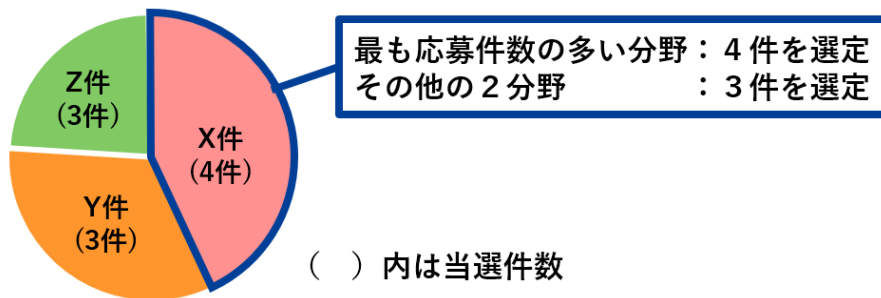 最も応募件数の多い分野：４件を選定
その他の２分野　　　　：３件を選定
Z件
（3件）
X件
（4件）
Y件
（3件）
（　）内は当選件数